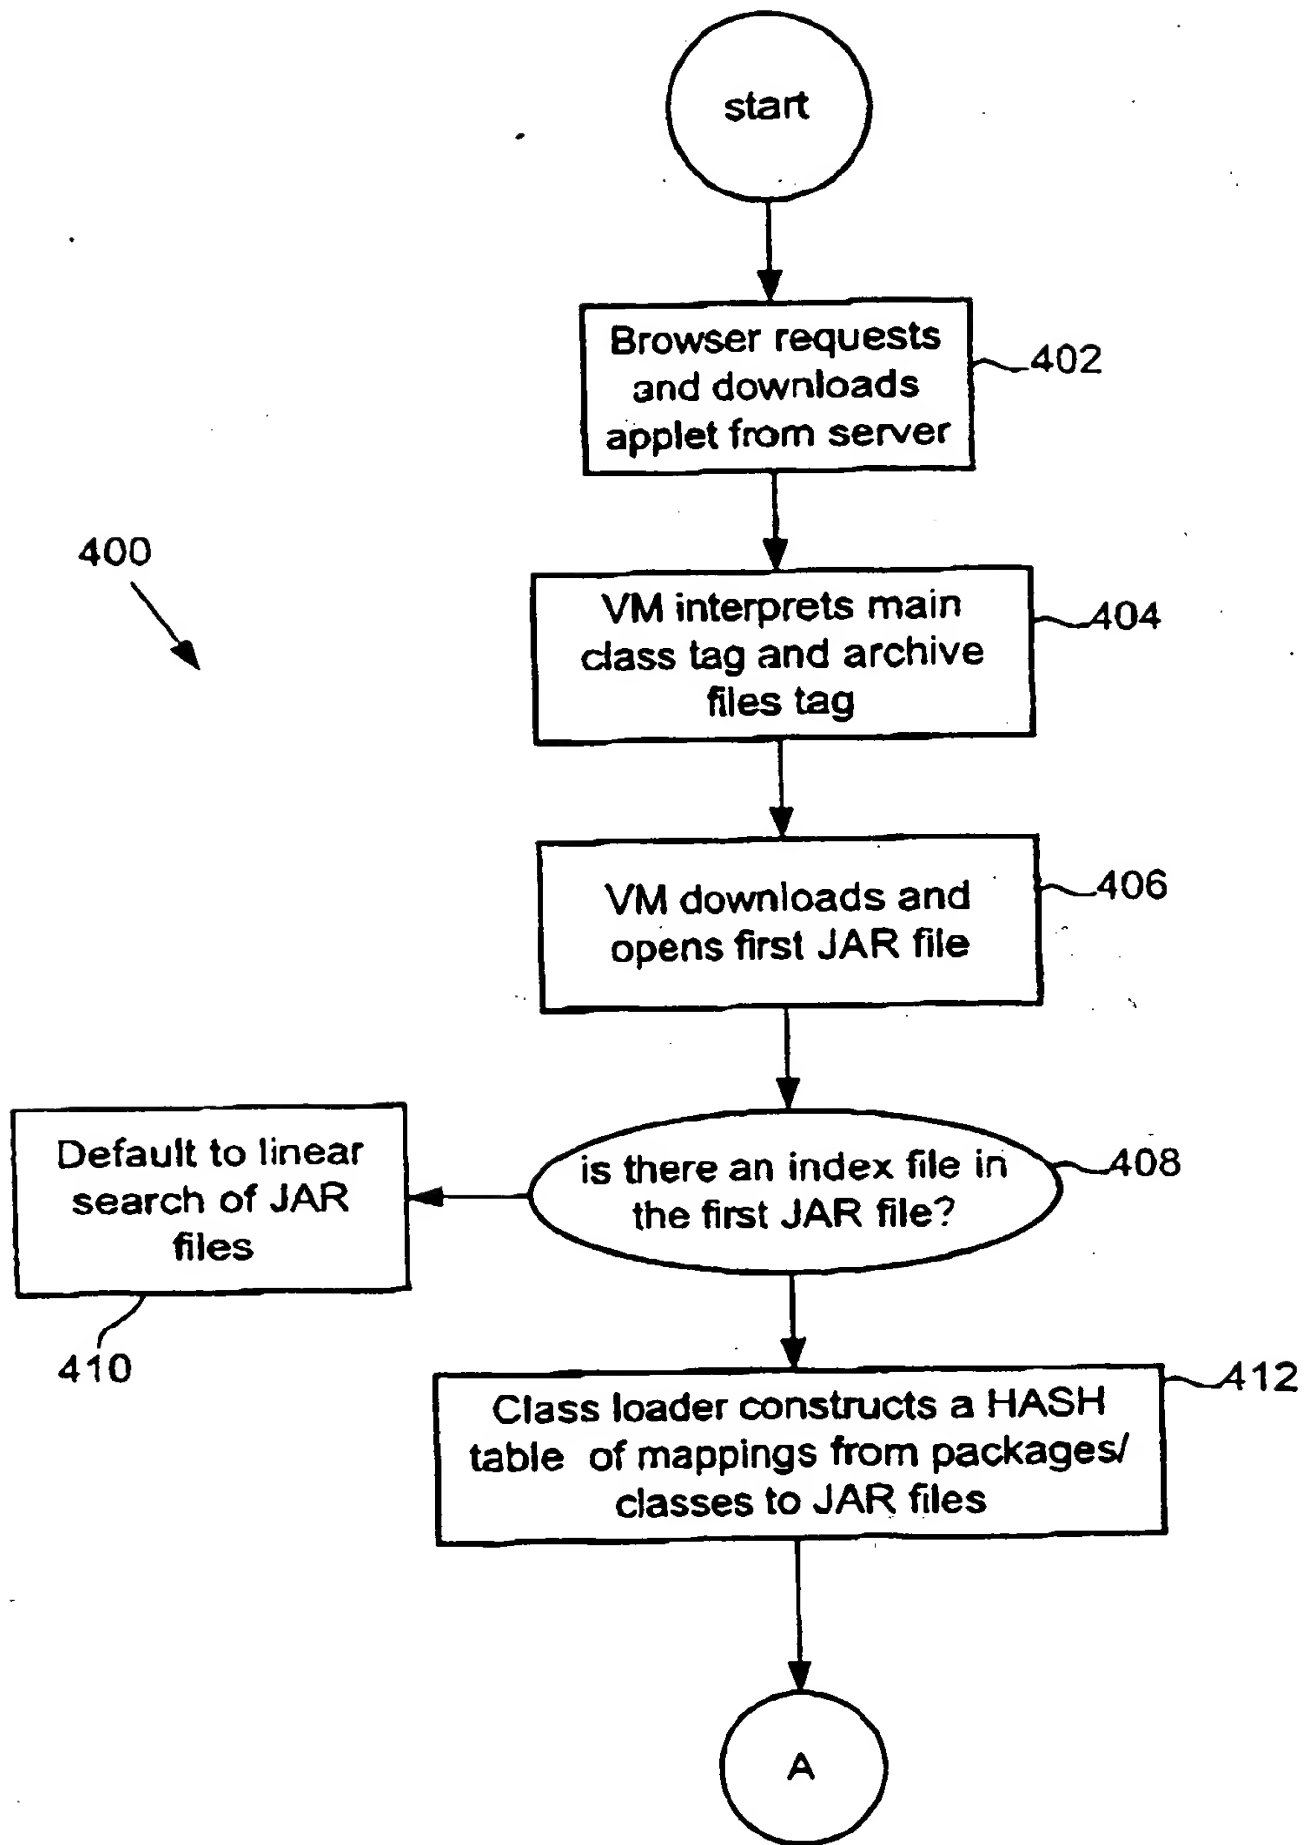 start
Browser requests
and downloads
applet from server
402
400
VM interprets main
class tag and archive
files tag
404
VM downloads and
opens first JAR file
406
is there an index file in
the first JAR file?
408
Default to linear
search of JAR
files
410
Class loader constructs a HASH
table of mappings from packages/
classes to JAR files
412
A